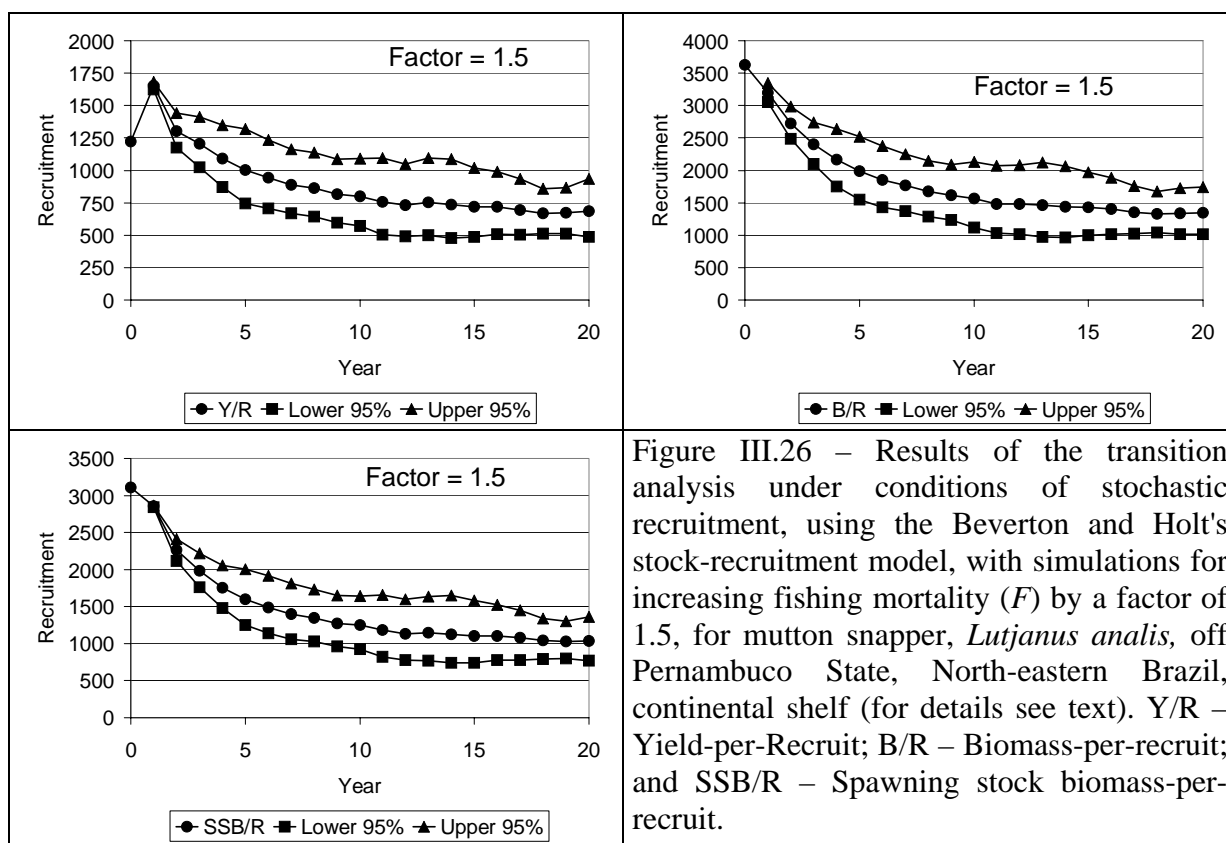 Factor = 1.5
2000
1750
1500
1250
1000
750
500
250
0
Recruitment
0 5 10 15 20
Year
Y/R Lower 95% Upper 95%
Factor = 1.5
4000
3500
3000
2500
2000
1500
1000
500
0
Recruitment
0 5 10 15 20
Year
B/R Lower 95% Upper 95%
Factor = 1.5
3500
3000
2500
2000
1500
1000
500
0
Recruitment
0 5 10 15 20
Year
SSB/R Lower 95% Upper 95%
Figure III.26 – Results of the transition
analysis under conditions of stochastic
recruitment, using the Beverton and Holt's
stock-recruitment model, with simulations for
increasing fishing mortality (F) by a factor of
1.5, for mutton snapper, Lutjanus analis, off
Pernambuco State, North-eastern Brazil,
continental shelf (for details see text). Y/R –
Yield-per-Recruit; B/R – Biomass-per-recruit;
and SSB/R – Spawning stock biomass-per-
recruit.